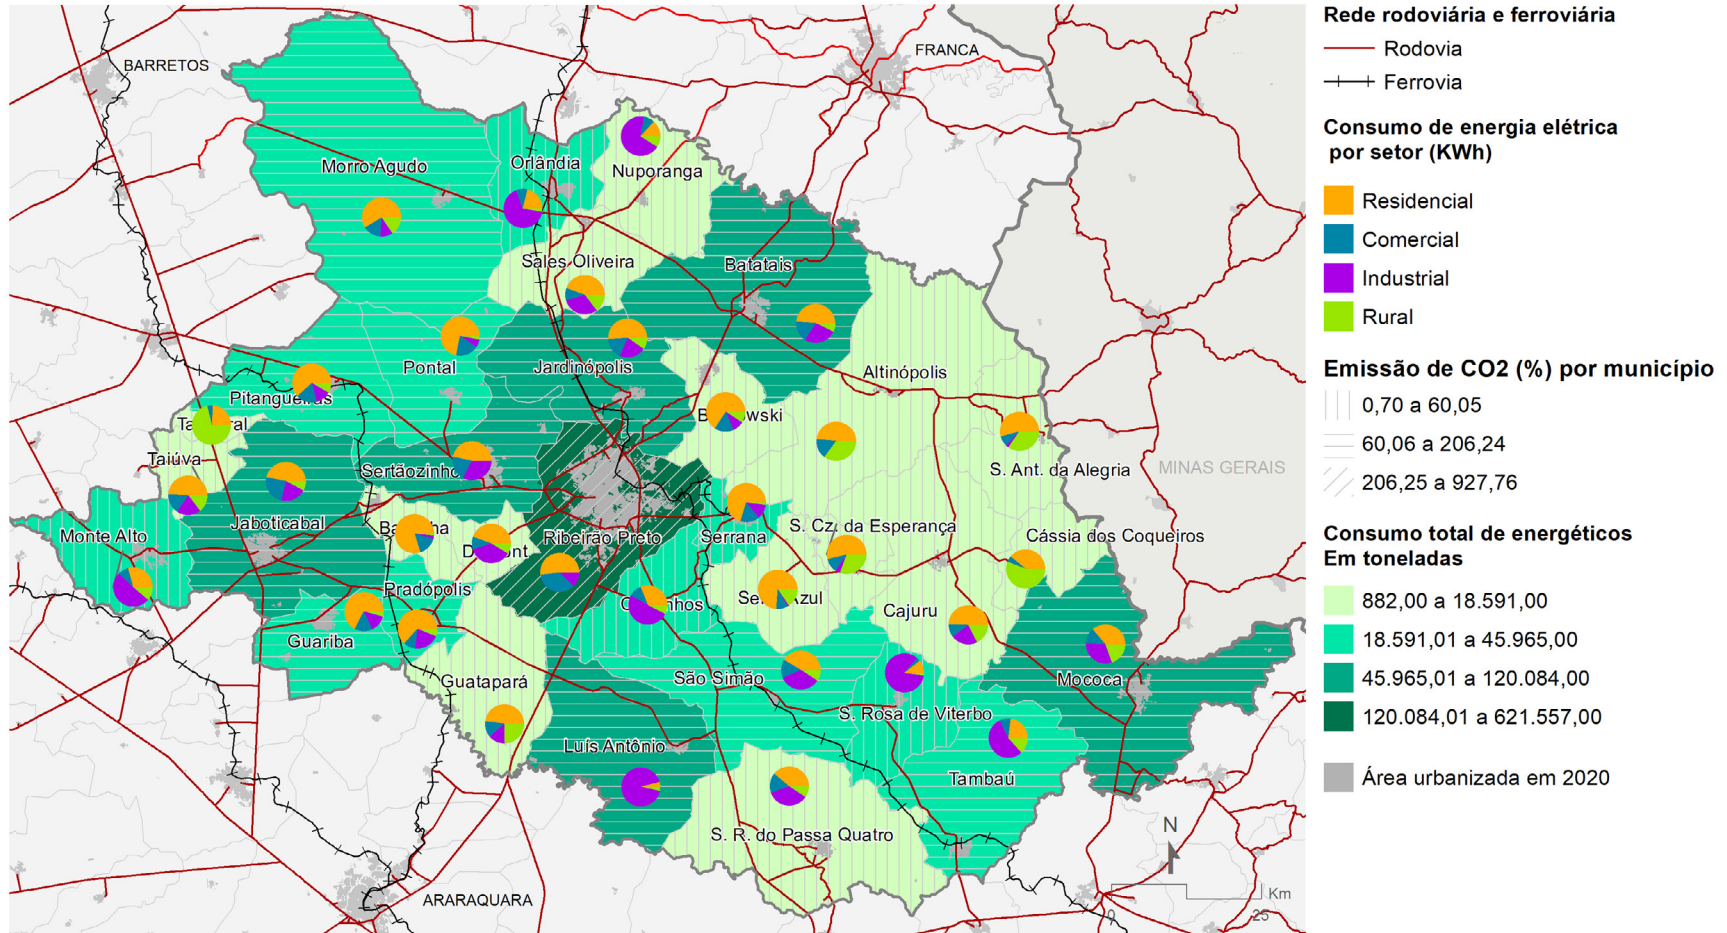 BARRETOS
FRANCA
Morro Agudo
Orlândia
Nuporanga
Sales Oliveira
Batatais
Pontal
Jardinópolis
Altinópolis
Pitangueiras
Taiúva
Sertãozinho
S. Ant. da Alegria
MINAS GERAIS
Monte Alto
Jaboticabal
Ribeirão Preto
Serrana
S. Cz. da Esperança
Cássia dos Coqueiros
Pradópolis
Cajuru
Guariba
Guatapará
São Simão
Mococa
S. Rosa de Viterbo
Luís Antônio
Tambaú
S. R. do Passa Quatro
ARARAQUARA
N
Km
0
25
Rede rodoviária e ferroviária
Rodovia
Ferrovia
Consumo de energia elétrica
por setor (KWh)
Residencial
Comercial
Industrial
Rural
Emissão de CO2 (%) por município
0,70 a 60,05
60,06 a 206,24
206,25 a 927,76
Consumo total de energéticos
Em toneladas
882,00 a 18.591,00
18.591,01 a 45.965,00
45.965,01 a 120.084,00
120.084,01 a 621.557,00
Área urbanizada em 2020